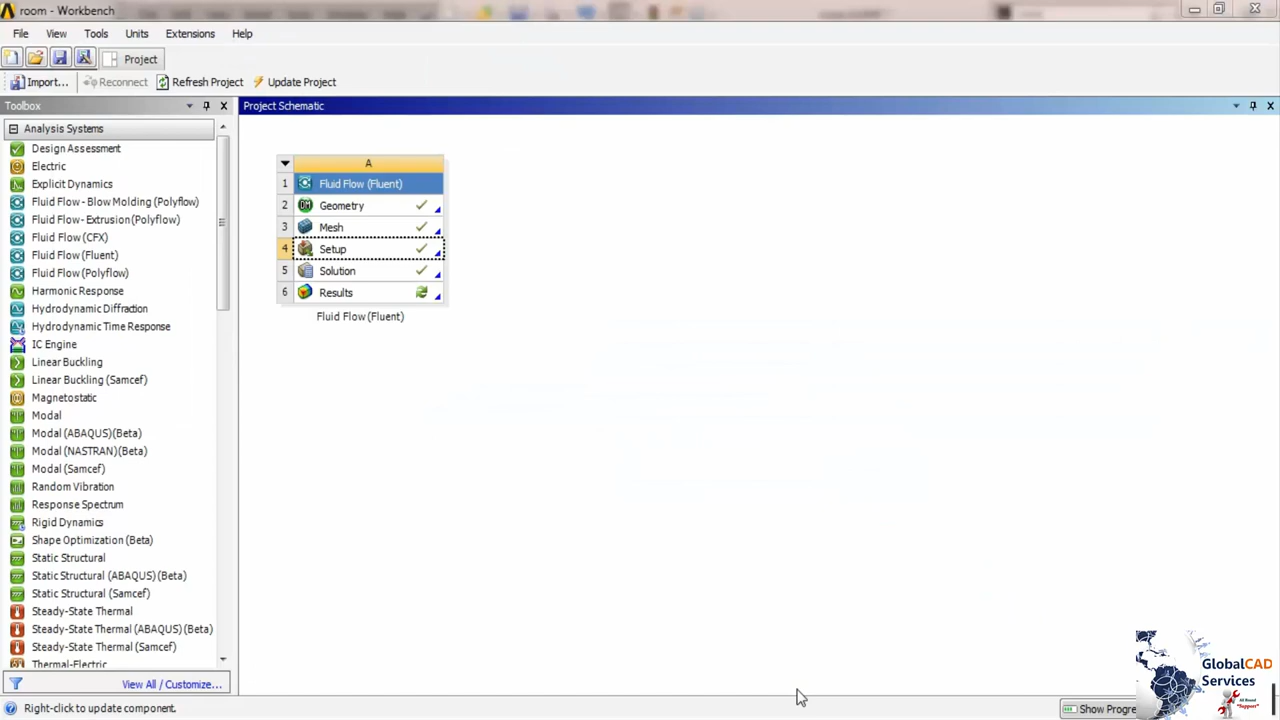 room - Workbench
File View Tools Units Extensions Help
Project
Import... Reconnect Refresh Project Update Project
Toolbox
Project Schematic
Analysis Systems
Design Assessment
Electric
Explicit Dynamics
Fluid Flow - Blow Molding (Polyflow)
Fluid Flow - Extrusion (Polyflow)
Fluid Flow (CFX)
Fluid Flow (Fluent)
Fluid Flow (Polyflow)
Harmonic Response
Hydrodynamic Diffraction
Hydrodynamic Time Response
IC Engine
Linear Buckling
Linear Buckling (Samcef)
Magnetostatic
Modal
Modal (ABAQUS)(Beta)
Modal (NASTRAN)(Beta)
Modal (Samcef)
Random Vibration
Response Spectrum
Rigid Dynamics
Shape Optimization (Beta)
Static Structural
Static Structural (ABAQUS)(Beta)
Static Structural (Samcef)
Steady-State Thermal
Steady-State Thermal (ABAQUS)(Beta)
Steady-State Thermal (Samcef)
Thermal-Electric
View All / Customize...
A
1 Fluid Flow (Fluent)
2 Geometry
DM
3 Mesh
4 Setup
5 Solution
6 Results
Fluid Flow (Fluent)
GlobalCAD
Services
All Brand
"Support"
Right-click to update component.
Show Progre